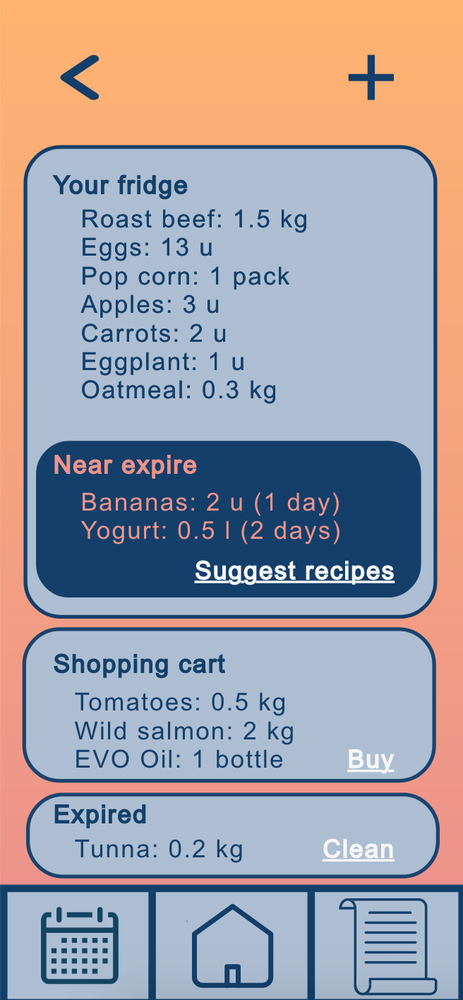 Your fridge
Roast beef: 1.5 kg
Eggs: 13 u
Pop corn: 1 pack
Apples: 3 u
Carrots: 2 u
Eggplant: 1 u
Oatmeal: 0.3 kg
Near expire
Bananas: 2 u (1 day)
Yogurt: 0.5 l (2 days)
Suggest recipes
Shopping cart
Tomatoes: 0.5 kg
Wild salmon: 2 kg
EVO Oil: 1 bottle
Buy
Expired
Tunna: 0.2 kg
Clean